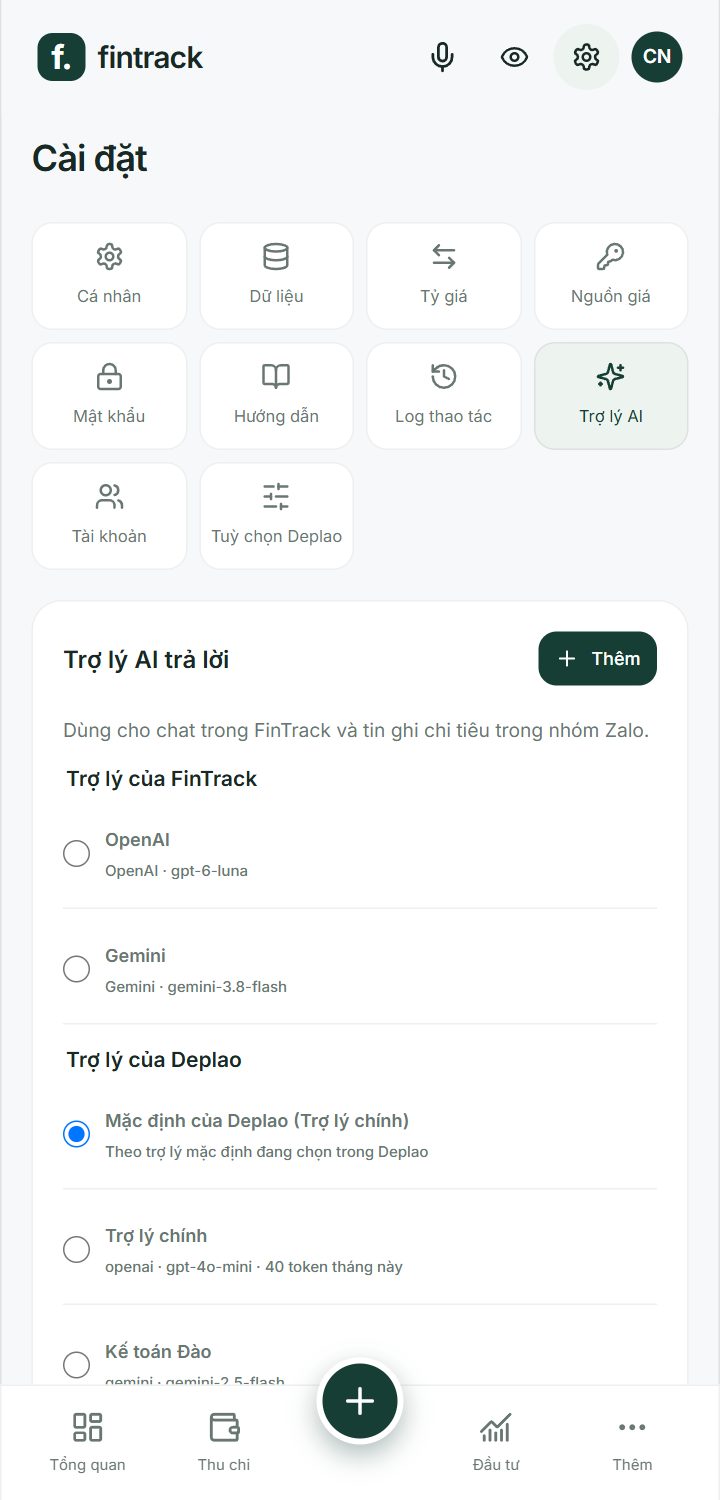 f. fintrack CN
Cài đặt
Cá nhân Dữ liệu Tỷ giá Nguồn giá
Mật khẩu Hướng dẫn Log thao tác Trợ lý AI
Tài khoản Tuỳ chọn Deplao
Trợ lý AI trả lời + Thêm
Dùng cho chat trong FinTrack và tin ghi chi tiêu trong nhóm Zalo.
Trợ lý của FinTrack
OpenAI
OpenAI · gpt-6-luna
Gemini
Gemini · gemini-3.8-flash
Trợ lý của Deplao
Mặc định của Deplao (Trợ lý chính)
Theo trợ lý mặc định đang chọn trong Deplao
Trợ lý chính
openai · gpt-4o-mini · 40 token tháng này
Kế toán Đào
gemini · gemini-2.5-flash
Tổng quan Thu chi Đầu tư Thêm